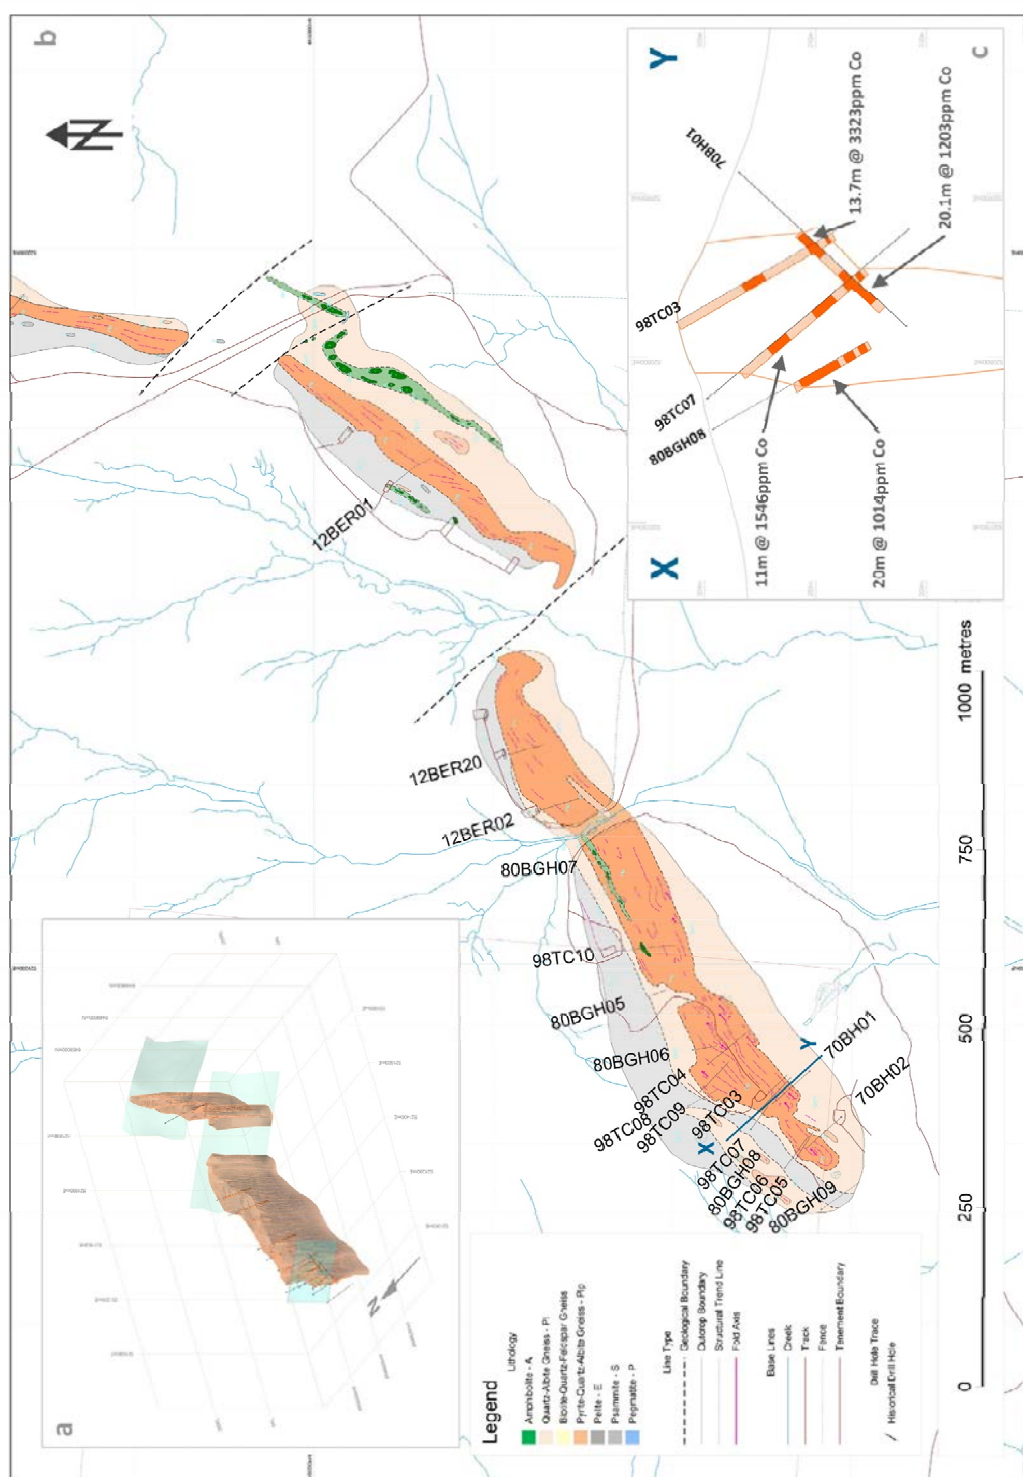 b
N
12BER01
12BER20
12BER02
80BGH07
98TC10
80BGH05
80BGH06
98TC04
98TC08
98TC09
98TC03
X
98TC07
80BGH08
98TC06
98TC05
80BGH09
Y
70BH01
70BH02
a
N
X
Y
C
70BH01
98TC03
98TC07
80BGH08
13.7m @ 3323ppm Co
20.1m @ 1203ppm Co
11m @ 1546ppm Co
20m @ 1014ppm Co
Legend
Lithology
Amphibolite - A
Quartz-Albite Gneiss - Pl
Biotite-Quartz-Feldspar Gneiss
Pyrite-Quartz-Albite Gneiss - Plp
Pelite - E
Psammite - S
Pegmatite - P
Line Type
Geological Boundary
Outcrop Boundary
Structural Trend Line
Fold Axis
Base Lines
Creek
Track
Fence
Tenement Boundary
Drill Hole Trace
Historical Drill Hole
0
250
500
750
1000 metres